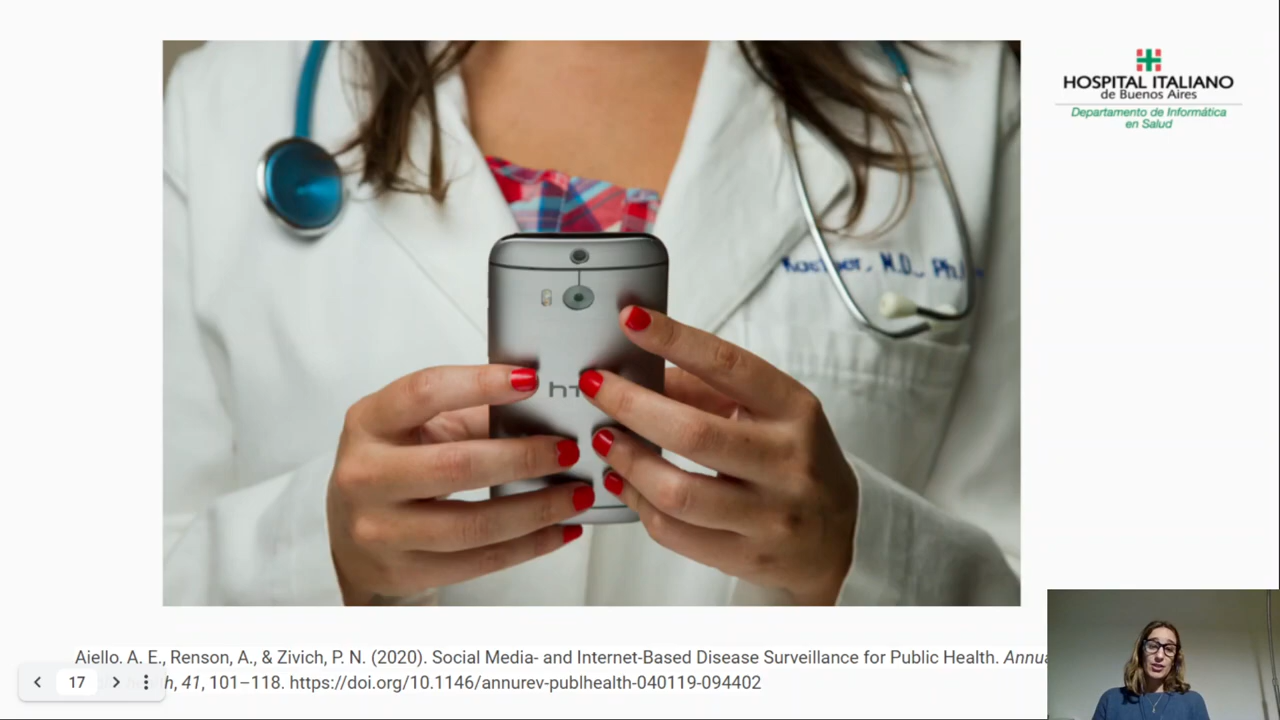 HOSPITAL ITALIANO
de Buenos Aires
Departamento de Informática
en Salud
M.D., Ph.
Aiello. A. E., Renson, A., & Zivich, P. N. (2020). Social Media- and Internet-Based Disease Surveillance for Public Health.
17
41, 101–118. https://doi.org/10.1146/annurev-publhealth-040119-094402